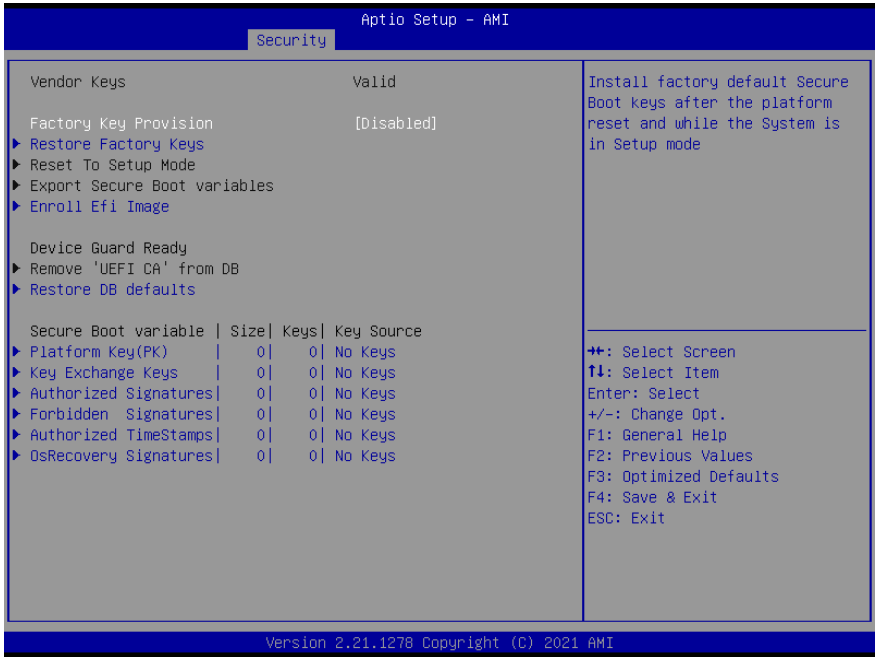 Aptio Setup – AMI
Security
Vendor Keys Valid
Factory Key Provision [Disabled]
Restore Factory Keys
Reset To Setup Mode
Export Secure Boot variables
Enroll Efi Image
Device Guard Ready
Remove 'UEFI CA' from DB
Restore DB defaults
Secure Boot variable | Size| Keys| Key Source
Platform Key(PK) | 0| 0| No Keys
Key Exchange Keys | 0| 0| No Keys
Authorized Signatures| 0| 0| No Keys
Forbidden Signatures| 0| 0| No Keys
Authorized TimeStamps| 0| 0| No Keys
OsRecovery Signatures| 0| 0| No Keys
Install factory default Secure
Boot keys after the platform
reset and while the System is
in Setup mode
→←: Select Screen
↑↓: Select Item
Enter: Select
+/-: Change Opt.
F1: General Help
F2: Previous Values
F3: Optimized Defaults
F4: Save & Exit
ESC: Exit
Version 2.21.1278 Copyright (C) 2021 AMI